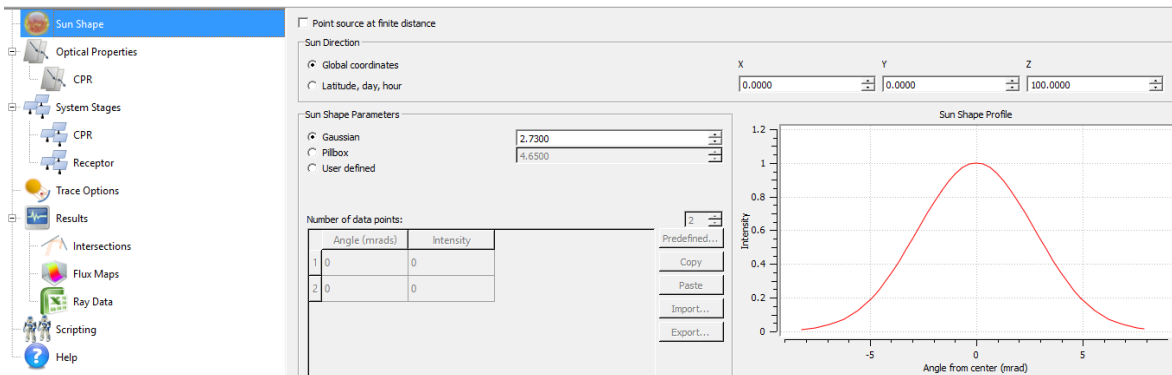 Sun Shape
Optical Properties
CPR
System Stages
CPR
Receptor
Trace Options
Results
Intersections
Flux Maps
Ray Data
Scripting
Help
Point source at finite distance
Sun Direction
Global coordinates
Latitude, day, hour
X Y Z
0.0000 0.0000 100.0000
Sun Shape Parameters
Gaussian 2.7300
Pillbox 4.6500
User defined
Number of data points: 2
Angle (mrads) Intensity
1 0 0
2 0 0
Predefined...
Copy
Paste
Import...
Export...
Sun Shape Profile
1.2
1
0.8
0.6
0.4
0.2
0
Intensity
-5 0 5
Angle from center (mrad)